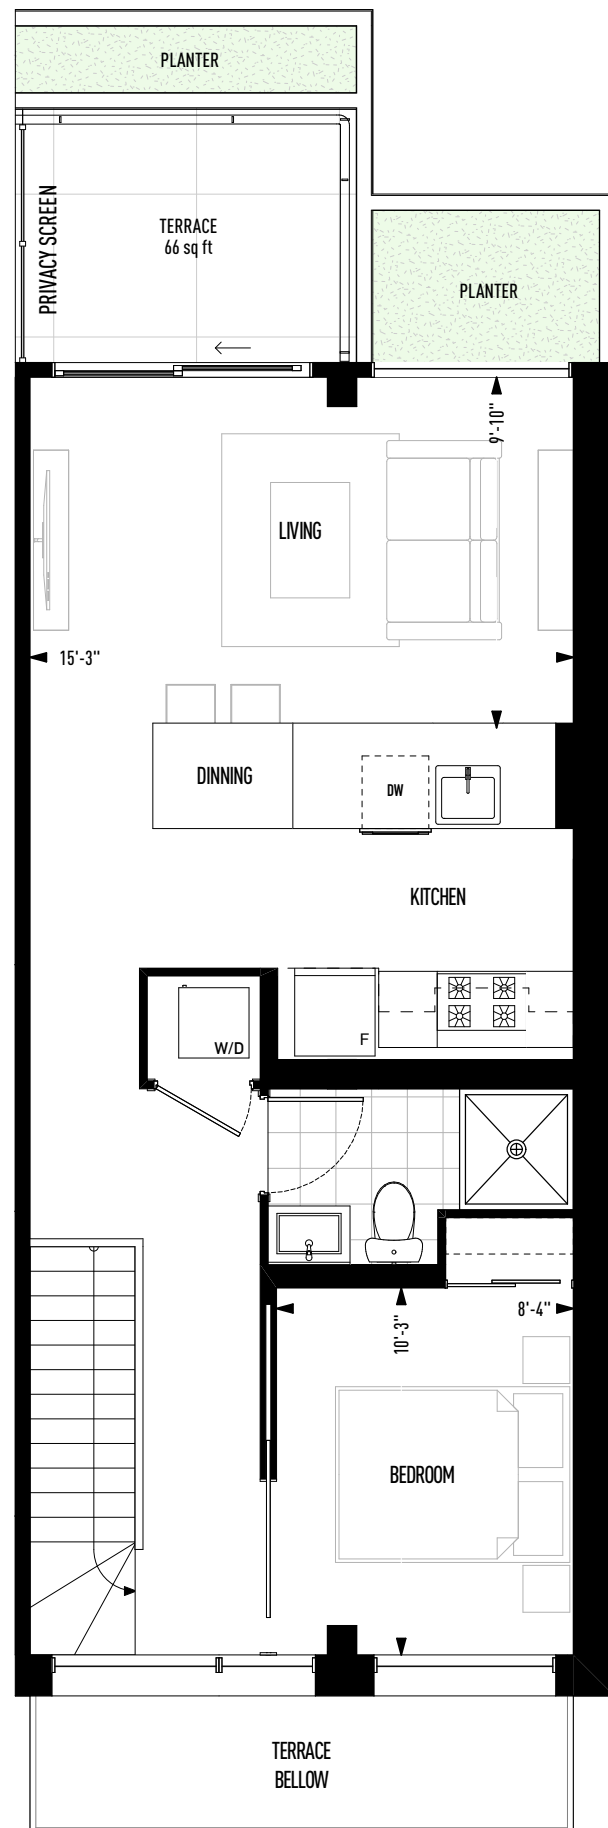 PLANTER
PRIVACY SCREEN
TERRACE
66 sq ft
PLANTER
9'-10"
LIVING
15'-3"
DINNING
DW
KITCHEN
W/D
F
8'-4"
10'-3"
BEDROOM
TERRACE
BELLOW